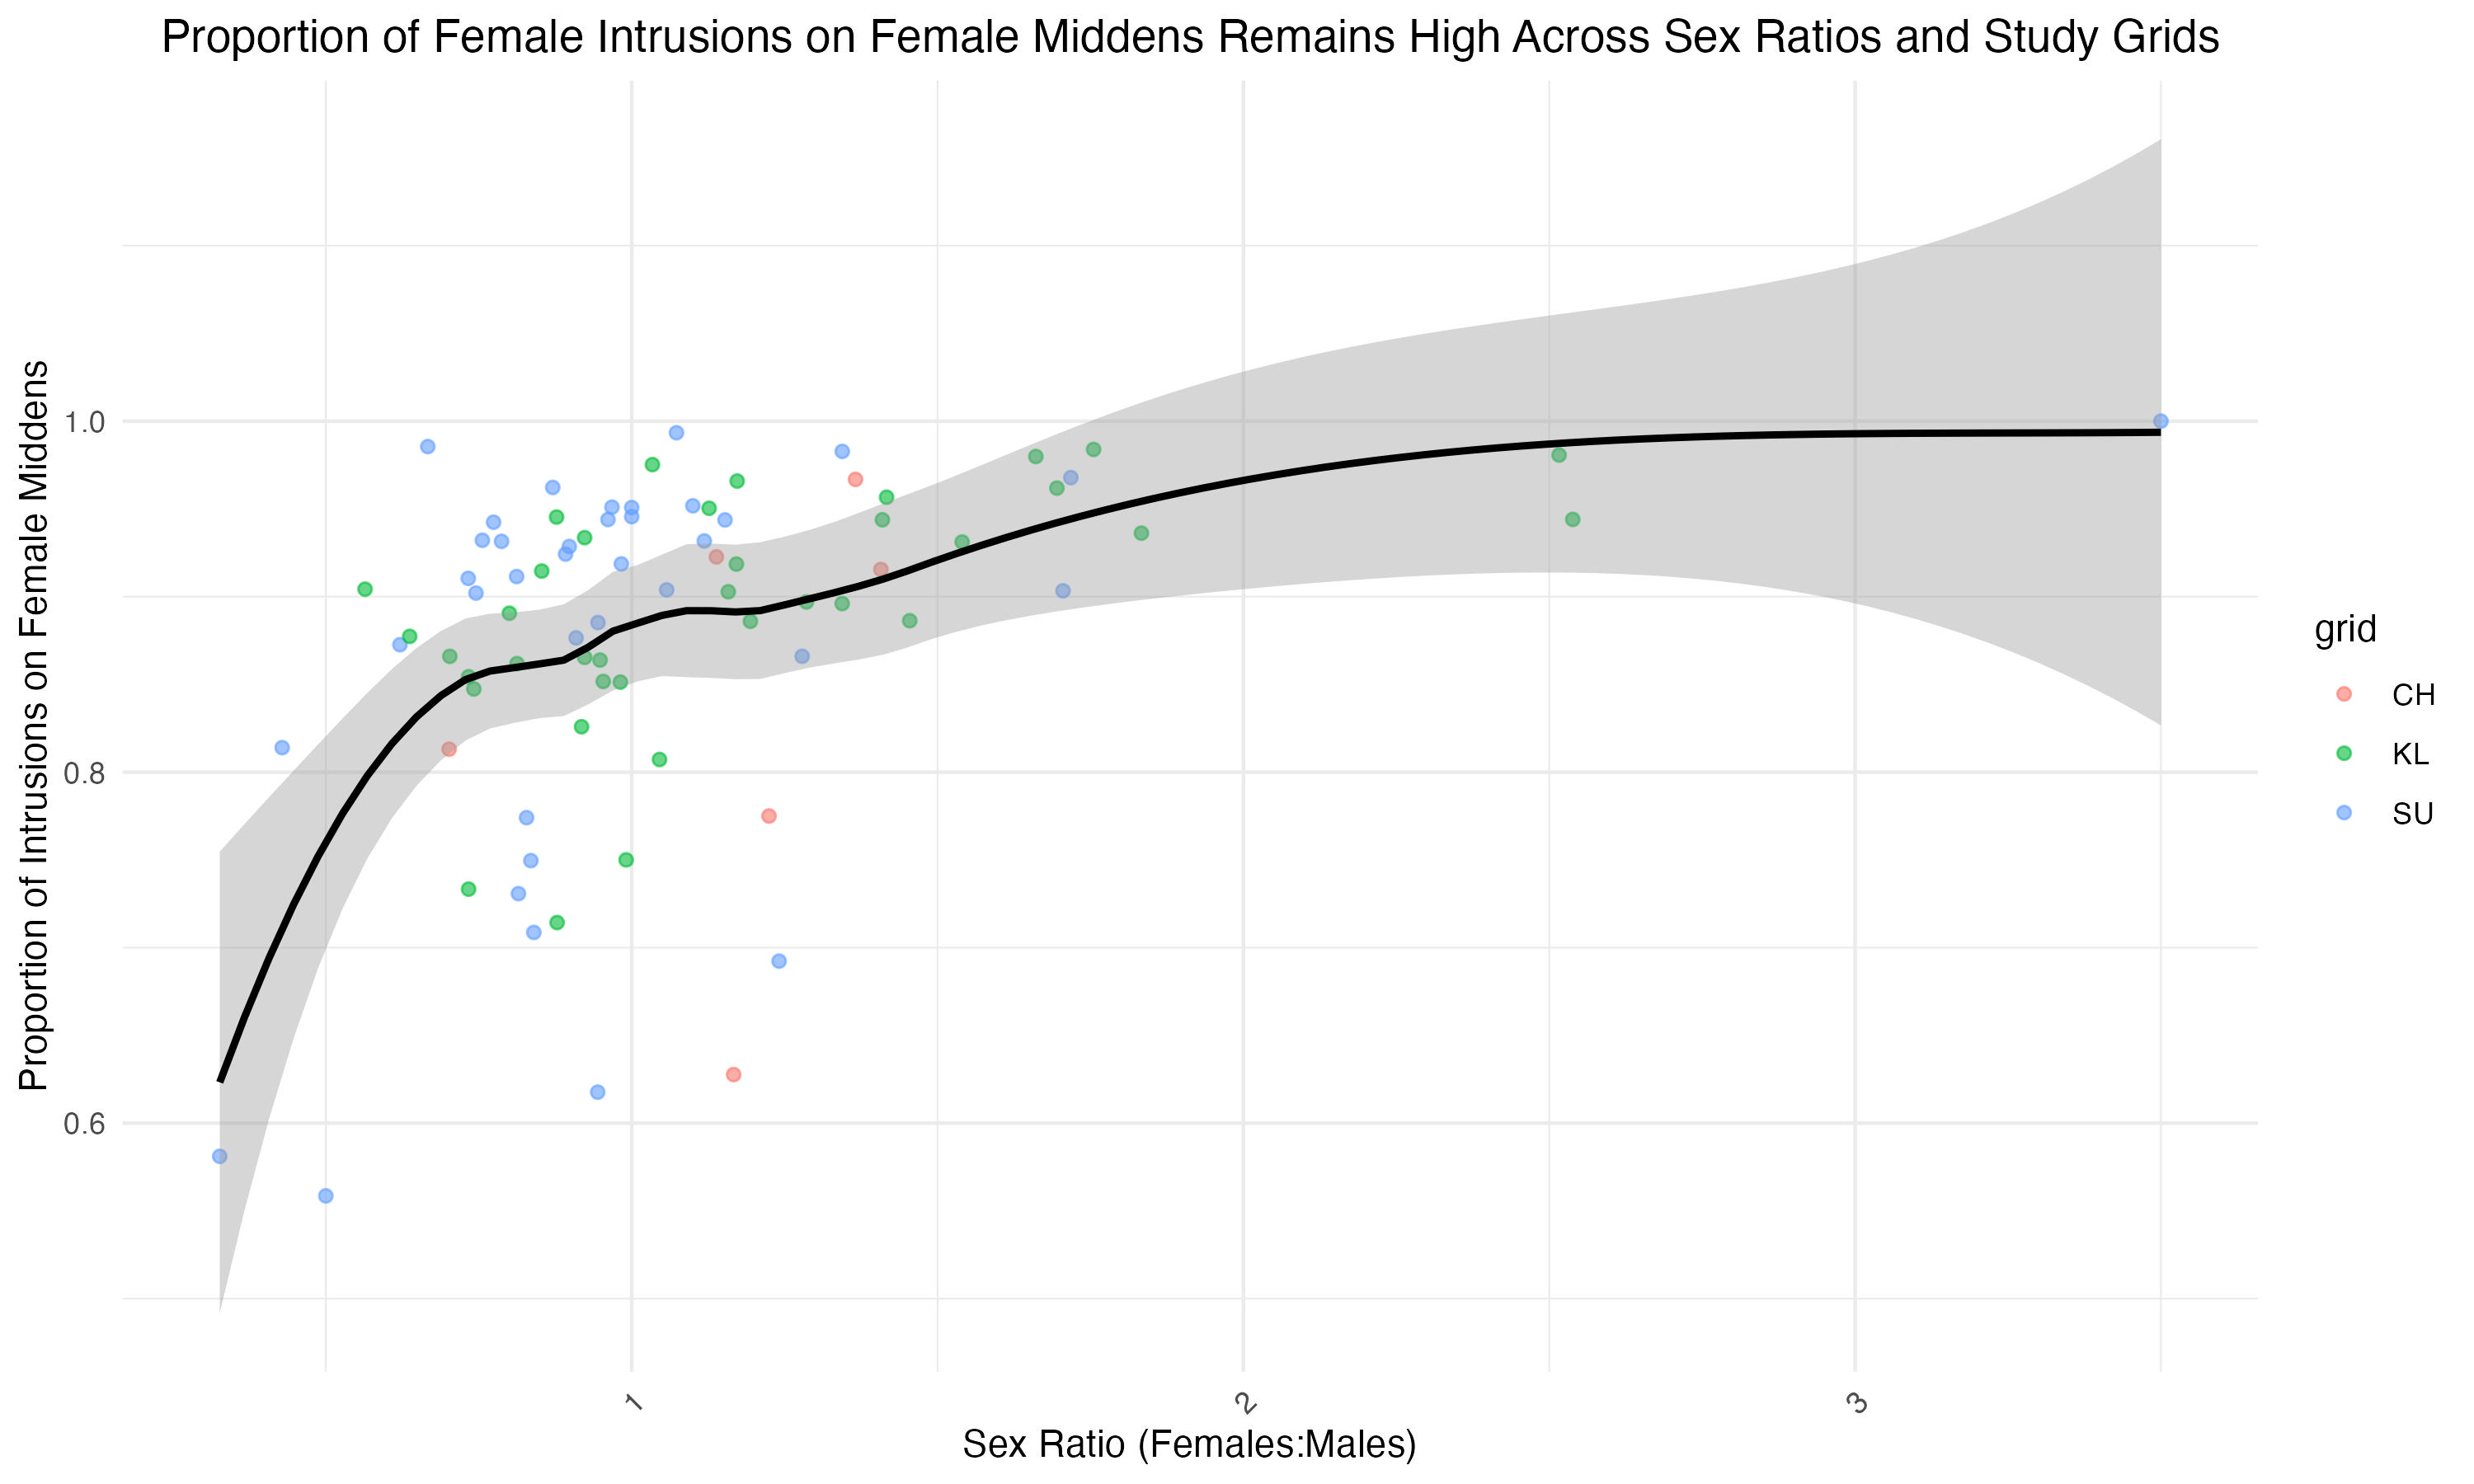 Proportion of Female Intrusions on Female Middens Remains High Across Sex Ratios and Study Grids
Proportion of Intrusions on Female Middens
1.0
0.8
0.6
1
2
3
Sex Ratio (Females:Males)
grid
CH
KL
SU